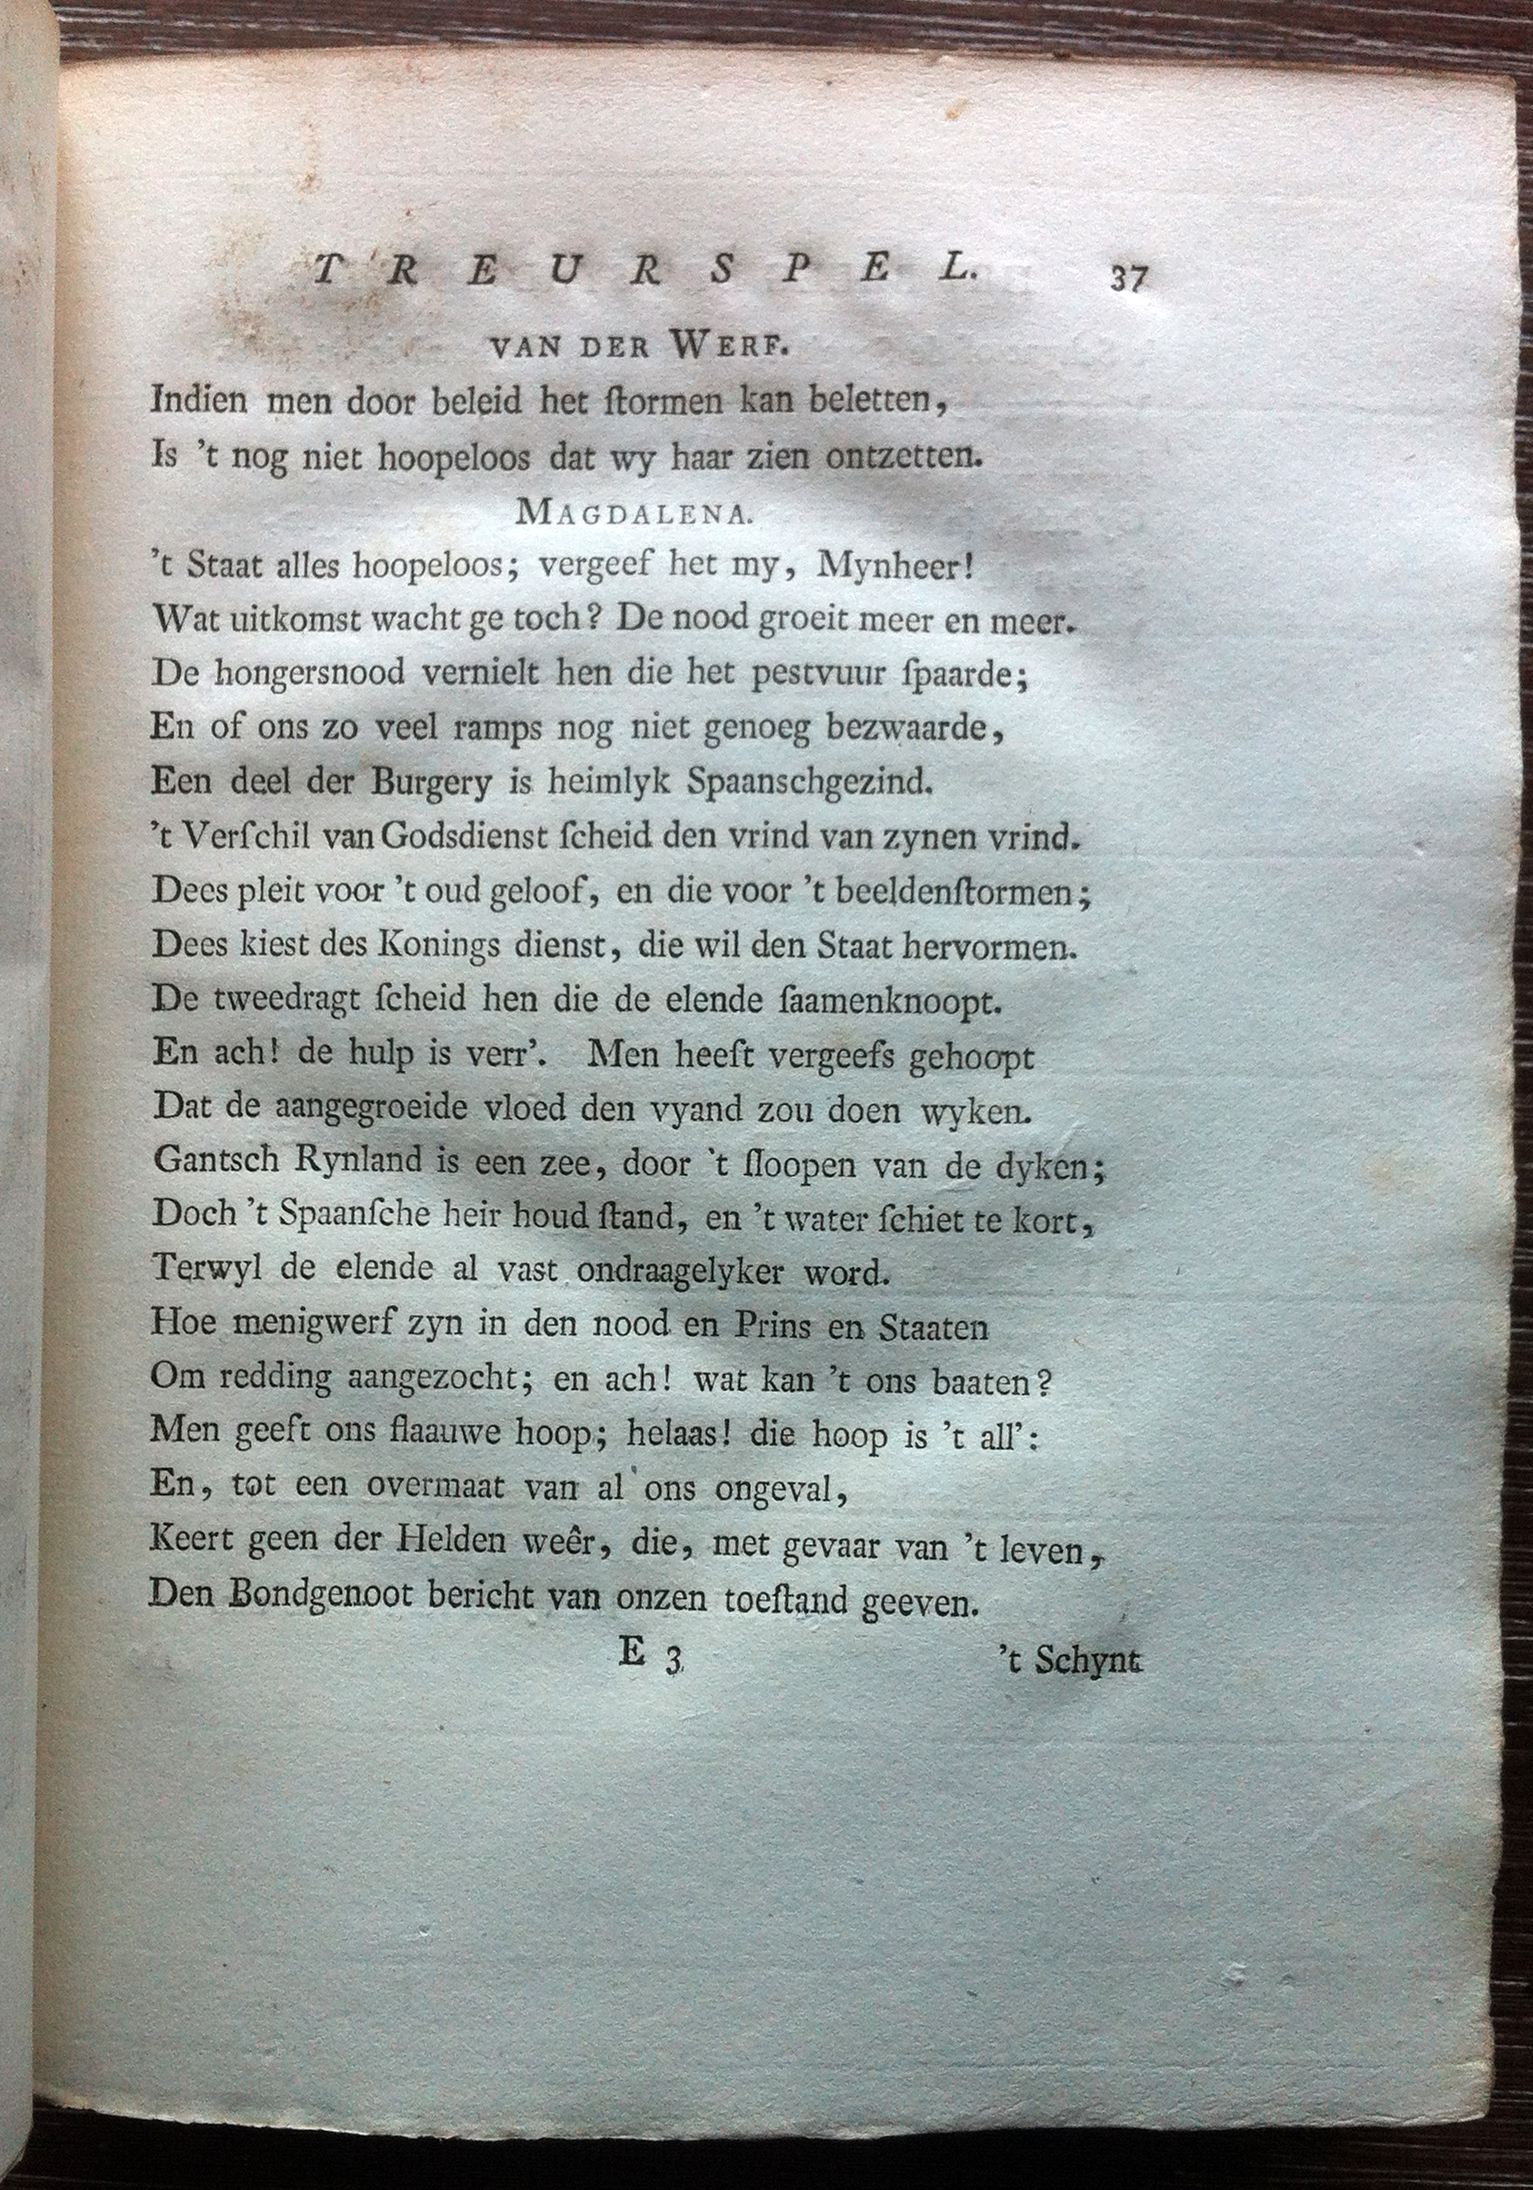 TREURSPEL. 37
VAN DER WERF.
Indien men door beleid het ſtormen kan beletten,
Is 't nog niet hoopeloos dat wy haar zien ontzetten.
MAGDALENA.
't Staat alles hoopeloos; vergeef het my, Mynheer!
Wat uitkomst wacht ge toch? De nood groeit meer en meer.
De hongersnood vernielt hen die het pestvuur ſpaarde;
En of ons zo veel ramps nog niet genoeg bezwaarde,
Een deel der Burgery is heimlyk Spaanschgezind.
't Verſchil van Godsdienst ſcheid den vrind van zynen vrind.
Dees pleit voor 't oud geloof, en die voor 't beeldenſtormen;
Dees kiest des Konings dienst, die wil den Staat hervormen.
De tweedragt ſcheid hen die de elende ſaamenknoopt.
En ach! de hulp is verr'. Men heeft vergeefs gehoopt
Dat de aangegroeide vloed den vyand zou doen wyken.
Gantsch Rynland is een zee, door 't ſloopen van de dyken;
Doch 't Spaanſche heir houd ſtand, en 't water ſchiet te kort,
Terwyl de elende al vast ondraagelyker word.
Hoe menigwerf zyn in den nood en Prins en Staaten
Om redding aangezocht; en ach! wat kan 't ons baaten?
Men geeft ons flaauwe hoop; helaas! die hoop is 't all':
En, tot een overmaat van al ons ongeval,
Keert geen der Helden weêr, die, met gevaar van 't leven,
Den Bondgenoot bericht van onzen toeſtand geeven.
E 3 't Schynt